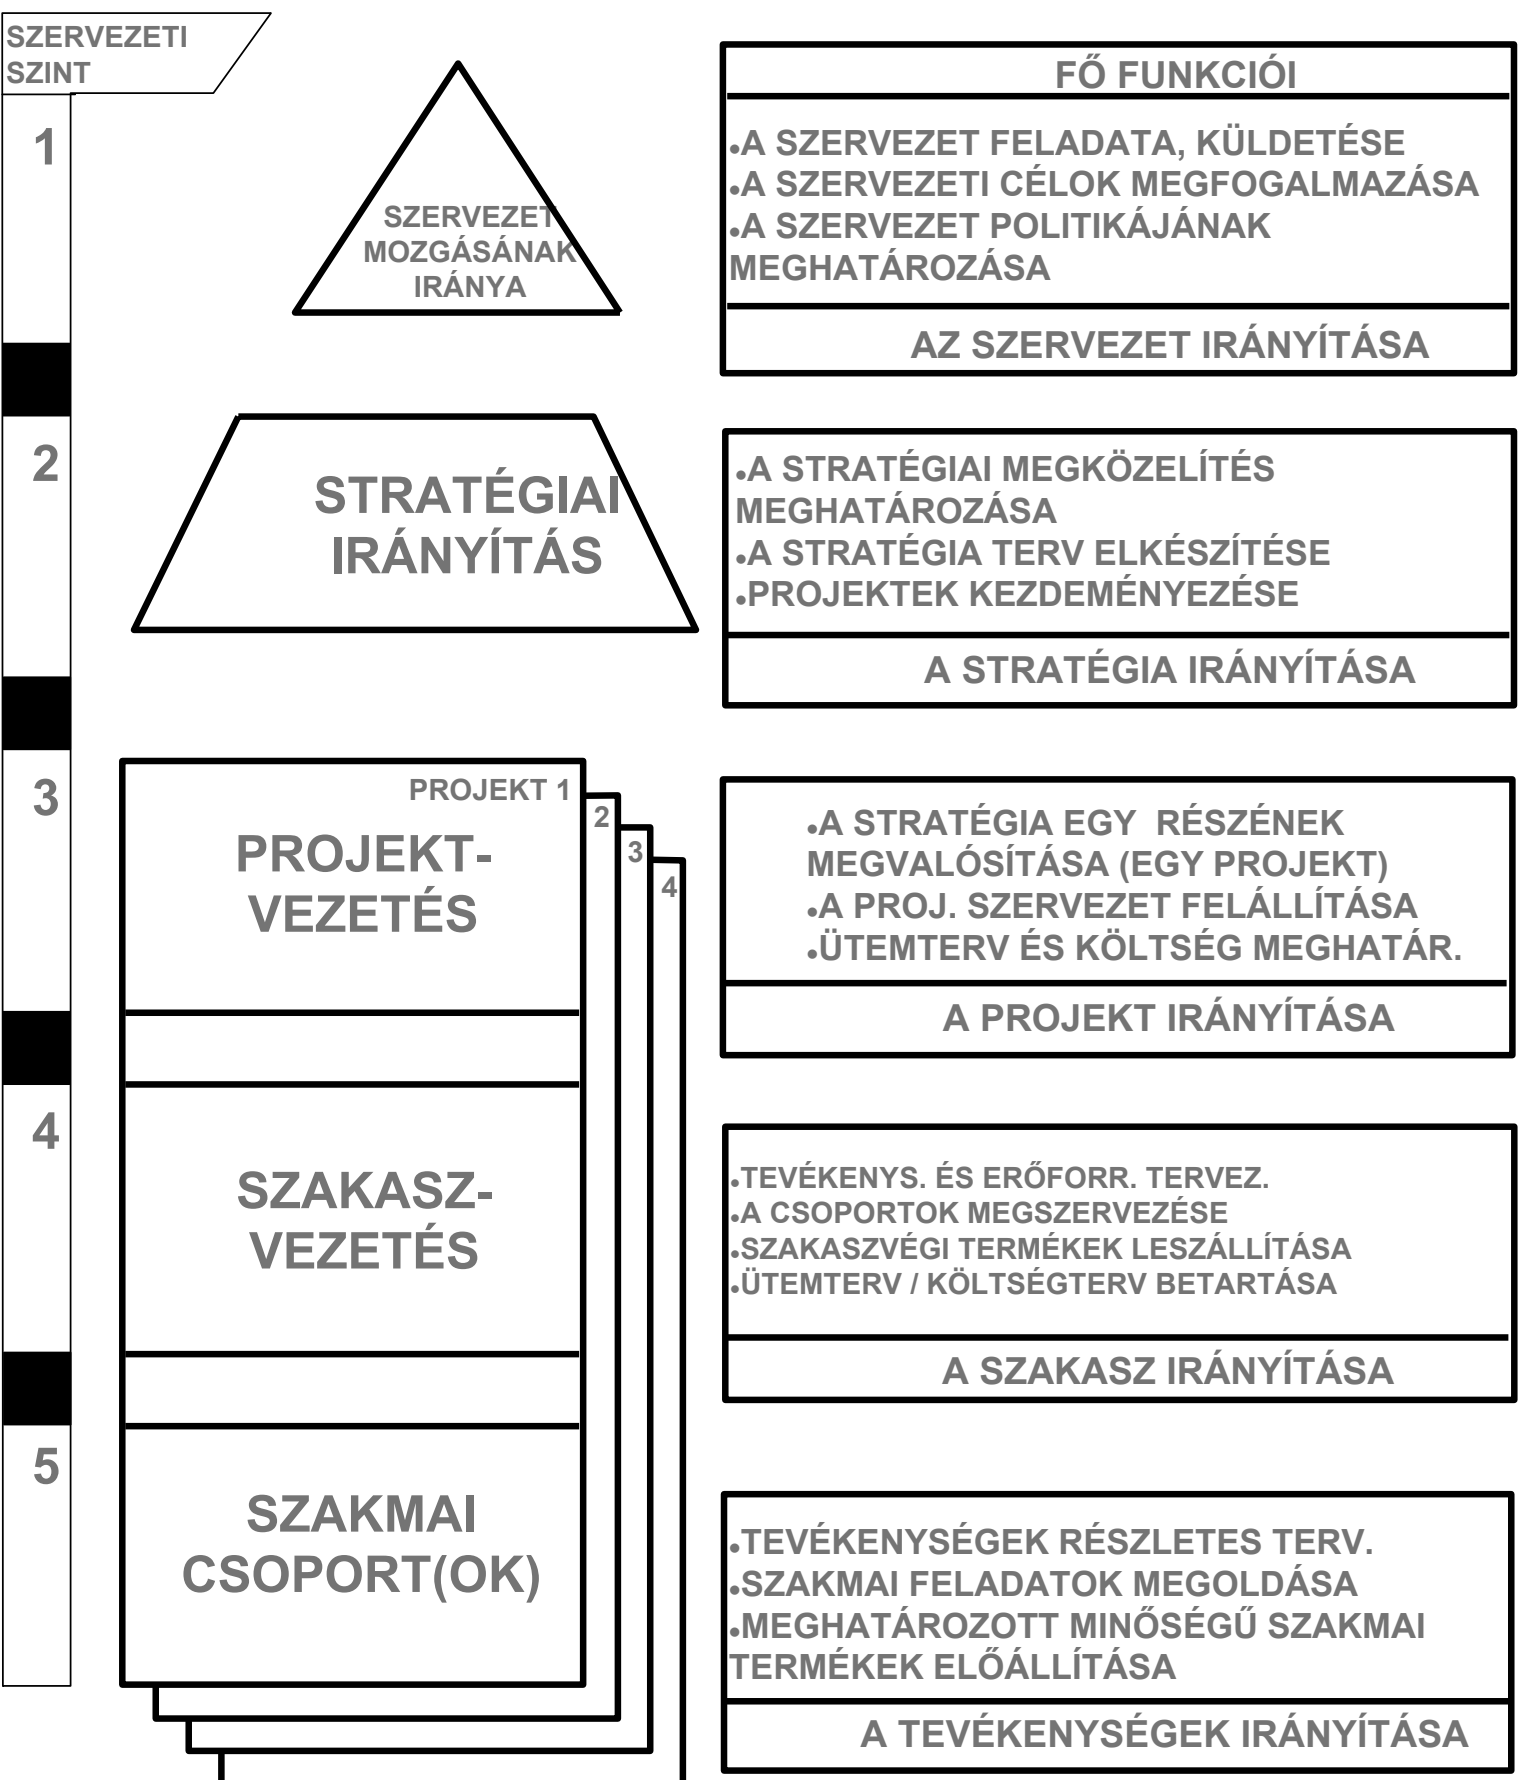 SZERVEZETI
SZINT
FŐ FUNKCIÓI
1
SZERVEZET
MOZGÁSÁNAK
IRÁNYA
•A SZERVEZET FELADATA, KÜLDETÉSE
•A SZERVEZETI CÉLOK MEGFOGALMAZÁSA
•A SZERVEZET POLITIKÁJÁNAK
MEGHATÁROZÁSA
AZ SZERVEZET IRÁNYÍTÁSA
2
STRATÉGIAI
IRÁNYÍTÁS
•A STRATÉGIAI MEGKÖZELÍTÉS
MEGHATÁROZÁSA
•A STRATÉGIA TERV ELKÉSZÍTÉSE
•PROJEKTEK KEZDEMÉNYEZÉSE
A STRATÉGIA IRÁNYÍTÁSA
3
PROJEKT 1
2
3
4
PROJEKT-
VEZETÉS
•A STRATÉGIA EGY  RÉSZÉNEK
MEGVALÓSÍTÁSA (EGY PROJEKT)
•A PROJ. SZERVEZET FELÁLLÍTÁSA
•ÜTEMTERV ÉS KÖLTSÉG MEGHATÁR.
A PROJEKT IRÁNYÍTÁSA
4
SZAKASZ-
VEZETÉS
•TEVÉKENYS. ÉS ERŐFORR. TERVEZ.
•A CSOPORTOK MEGSZERVEZÉSE
•SZAKASZVÉGI TERMÉKEK LESZÁLLÍTÁSA
•ÜTEMTERV / KÖLTSÉGTERV BETARTÁSA
A SZAKASZ IRÁNYÍTÁSA
5
SZAKMAI
CSOPORT(OK)
•TEVÉKENYSÉGEK RÉSZLETES TERV.
•SZAKMAI FELADATOK MEGOLDÁSA
•MEGHATÁROZOTT MINŐSÉGŰ SZAKMAI
TERMÉKEK ELŐÁLLÍTÁSA
A TEVÉKENYSÉGEK IRÁNYÍTÁSA